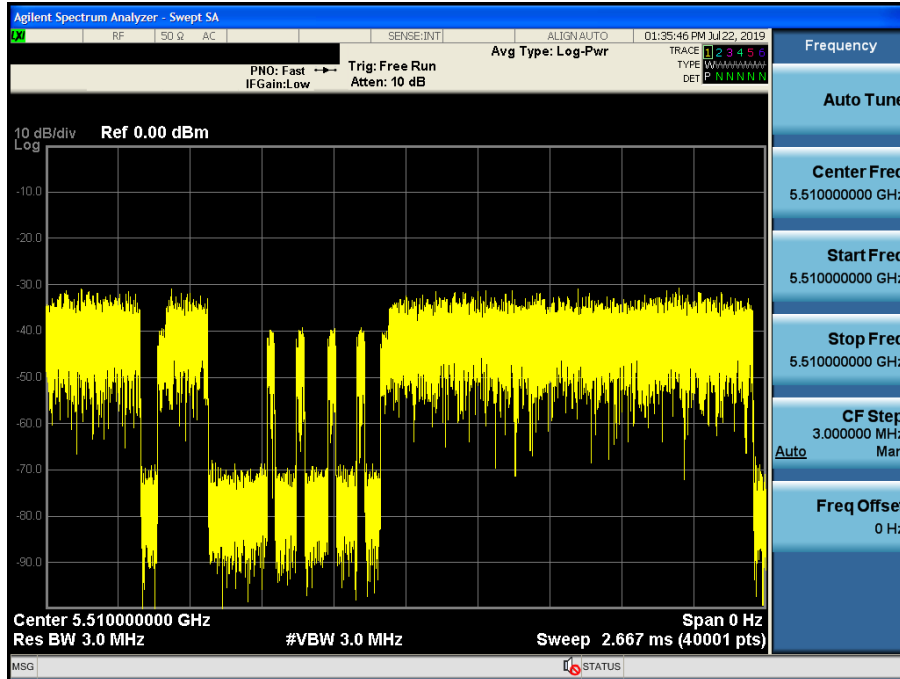 Agilent Spectrum Analyzer - Swept SA
LXI RF 50 Ω AC SENSE:INT ALIGN AUTO 01:35:46 PM Jul 22, 2019
Avg Type: Log-Pwr
TRACE 1 2 3 4 5 6
TYPE WWWWWWW
DET P N N N N N
PNO: Fast
IFGain:Low
Trig: Free Run
Atten: 10 dB
10 dB/div Ref 0.00 dBm
Log
-10.0
-20.0
-30.0
-40.0
-50.0
-60.0
-70.0
-80.0
-90.0
Center 5.510000000 GHz Span 0 Hz
Res BW 3.0 MHz #VBW 3.0 MHz Sweep 2.667 ms (40001 pts)
MSG STATUS
Frequency
Auto Tune
Center Freq
5.510000000 GHz
Start Freq
5.510000000 GHz
Stop Freq
5.510000000 GHz
CF Step
3.000000 MHz
Auto Man
Freq Offset
0 Hz